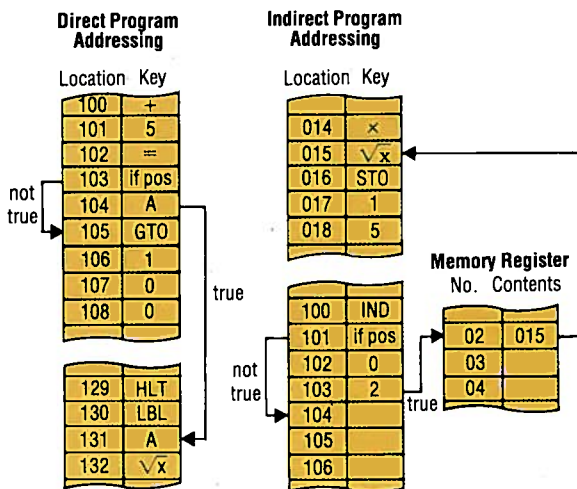 Direct Program
Addressing
Location Key
100 +
101 5
102 =
103 if pos
104 A
105 GTO
106 1
107 0
108 0
not
true
true
129 HLT
130 LBL
131 A
132 √x
Indirect Program
Addressing
Location Key
014 ×
015 √x
016 STO
017 1
018 5
100 IND
101 if pos
102 0
103 2
104
105
106
not
true
true
Memory Register
No. Contents
02 015
03
04